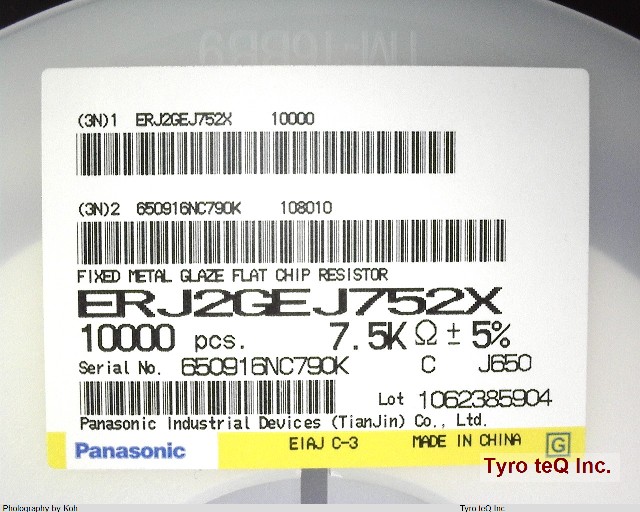 (3N)1 ERJ2GEJ752X 10000
(3N)2 650916NC790K 108010
FIXED METAL GLAZE FLAT CHIP RESISTOR
ERJ2GEJ752X
10000 pcs. 7.5K Ω ± 5%
Serial No. 650916NC790K C J650
Lot 1062385904
Panasonic Industrial Devices (TianJin) Co., Ltd.
Panasonic EIAJ C-3 MADE IN CHINA G
Tyro teQ Inc.
Photography by Koh Tyro teQ Inc